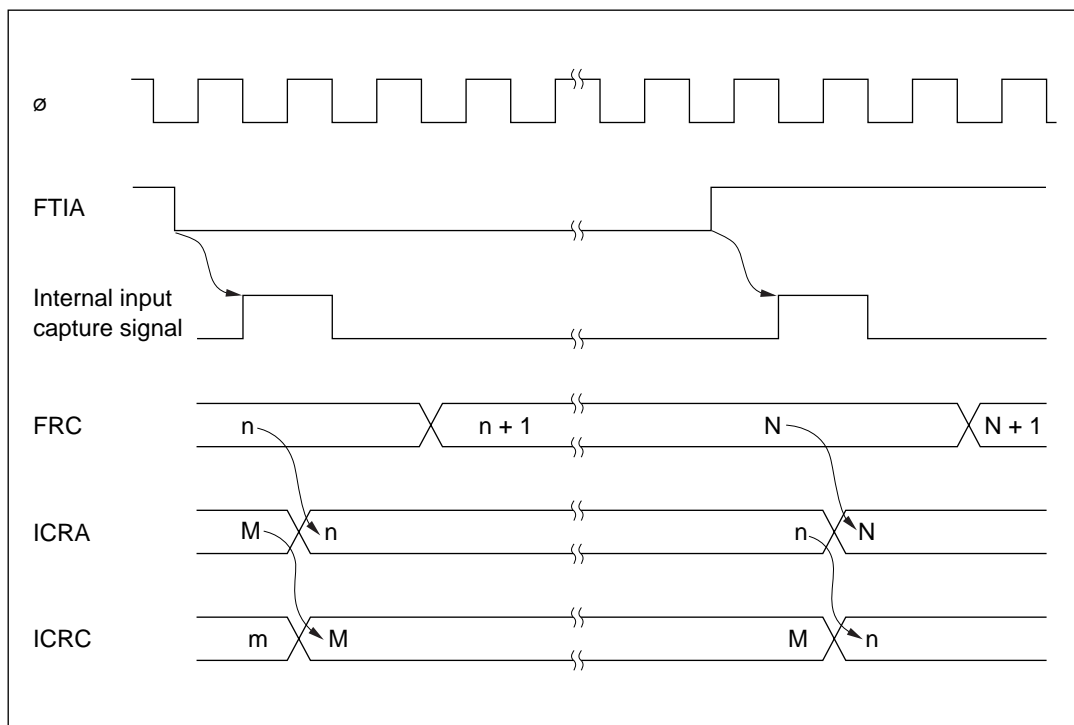 ø
FTIA
Internal input
capture signal
FRC
n
n + 1
N
N + 1
ICRA
M
n
n
N
ICRC
m
M
M
n